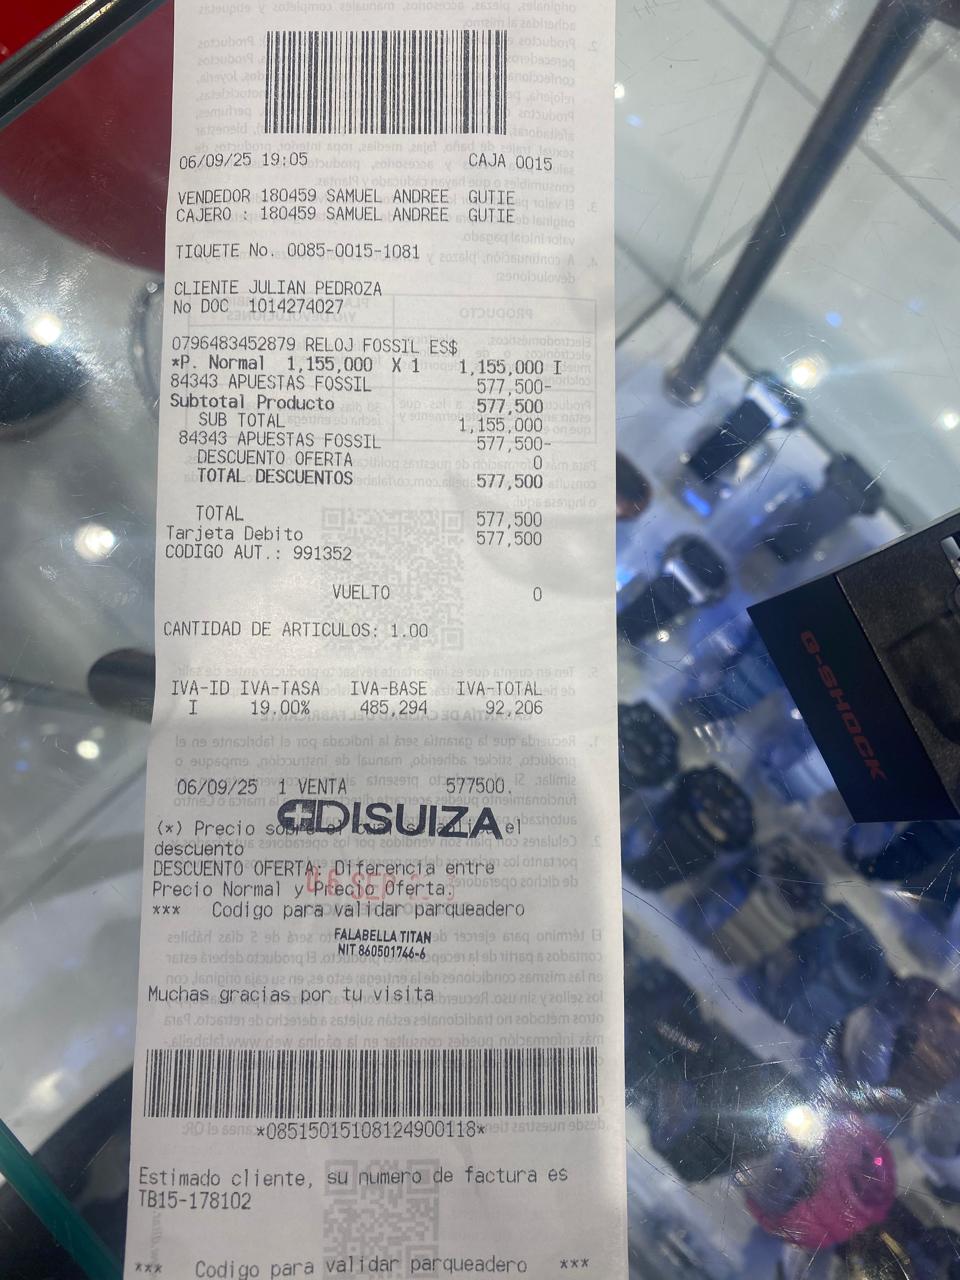 06/09/25 19:05 CAJA 0015
VENDEDOR 180459 SAMUEL ANDREE GUTIE
CAJERO : 180459 SAMUEL ANDREE GUTIE
TIQUETE No. 0085-0015-1081
CLIENTE JULIAN PEDROZA
No DOC 1014274027
0796483452879 RELOJ FOSSIL ES$
*P. Normal 1,155,000 X 1 1,155,000 I
84343 APUESTAS FOSSIL 577,500-
Subtotal Producto 577,500
SUB TOTAL 1,155,000
84343 APUESTAS FOSSIL 577,500-
DESCUENTO OFERTA 0
TOTAL DESCUENTOS 577,500
TOTAL 577,500
Tarjeta Debito 577,500
CODIGO AUT.: 991352
VUELTO 0
CANTIDAD DE ARTICULOS: 1.00
IVA-ID IVA-TASA IVA-BASE IVA-TOTAL
I 19.00% 485,294 92,206
06/09/25 1 VENTA 577500.
DISUIZA
(*) Precio el
descuento
DESCUENTO OFERTA: Diferencia entre
Precio Normal y Precio Oferta.
06 SEP
*** Codigo para validar parqueadero
FALABELLA TITAN
NIT 860501746-6
Muchas gracias por tu visita
*08515015108124900118*
Estimado cliente, su numero de factura es
TB15-178102
*** Codigo para validar parqueadero ***
G-SHOCK